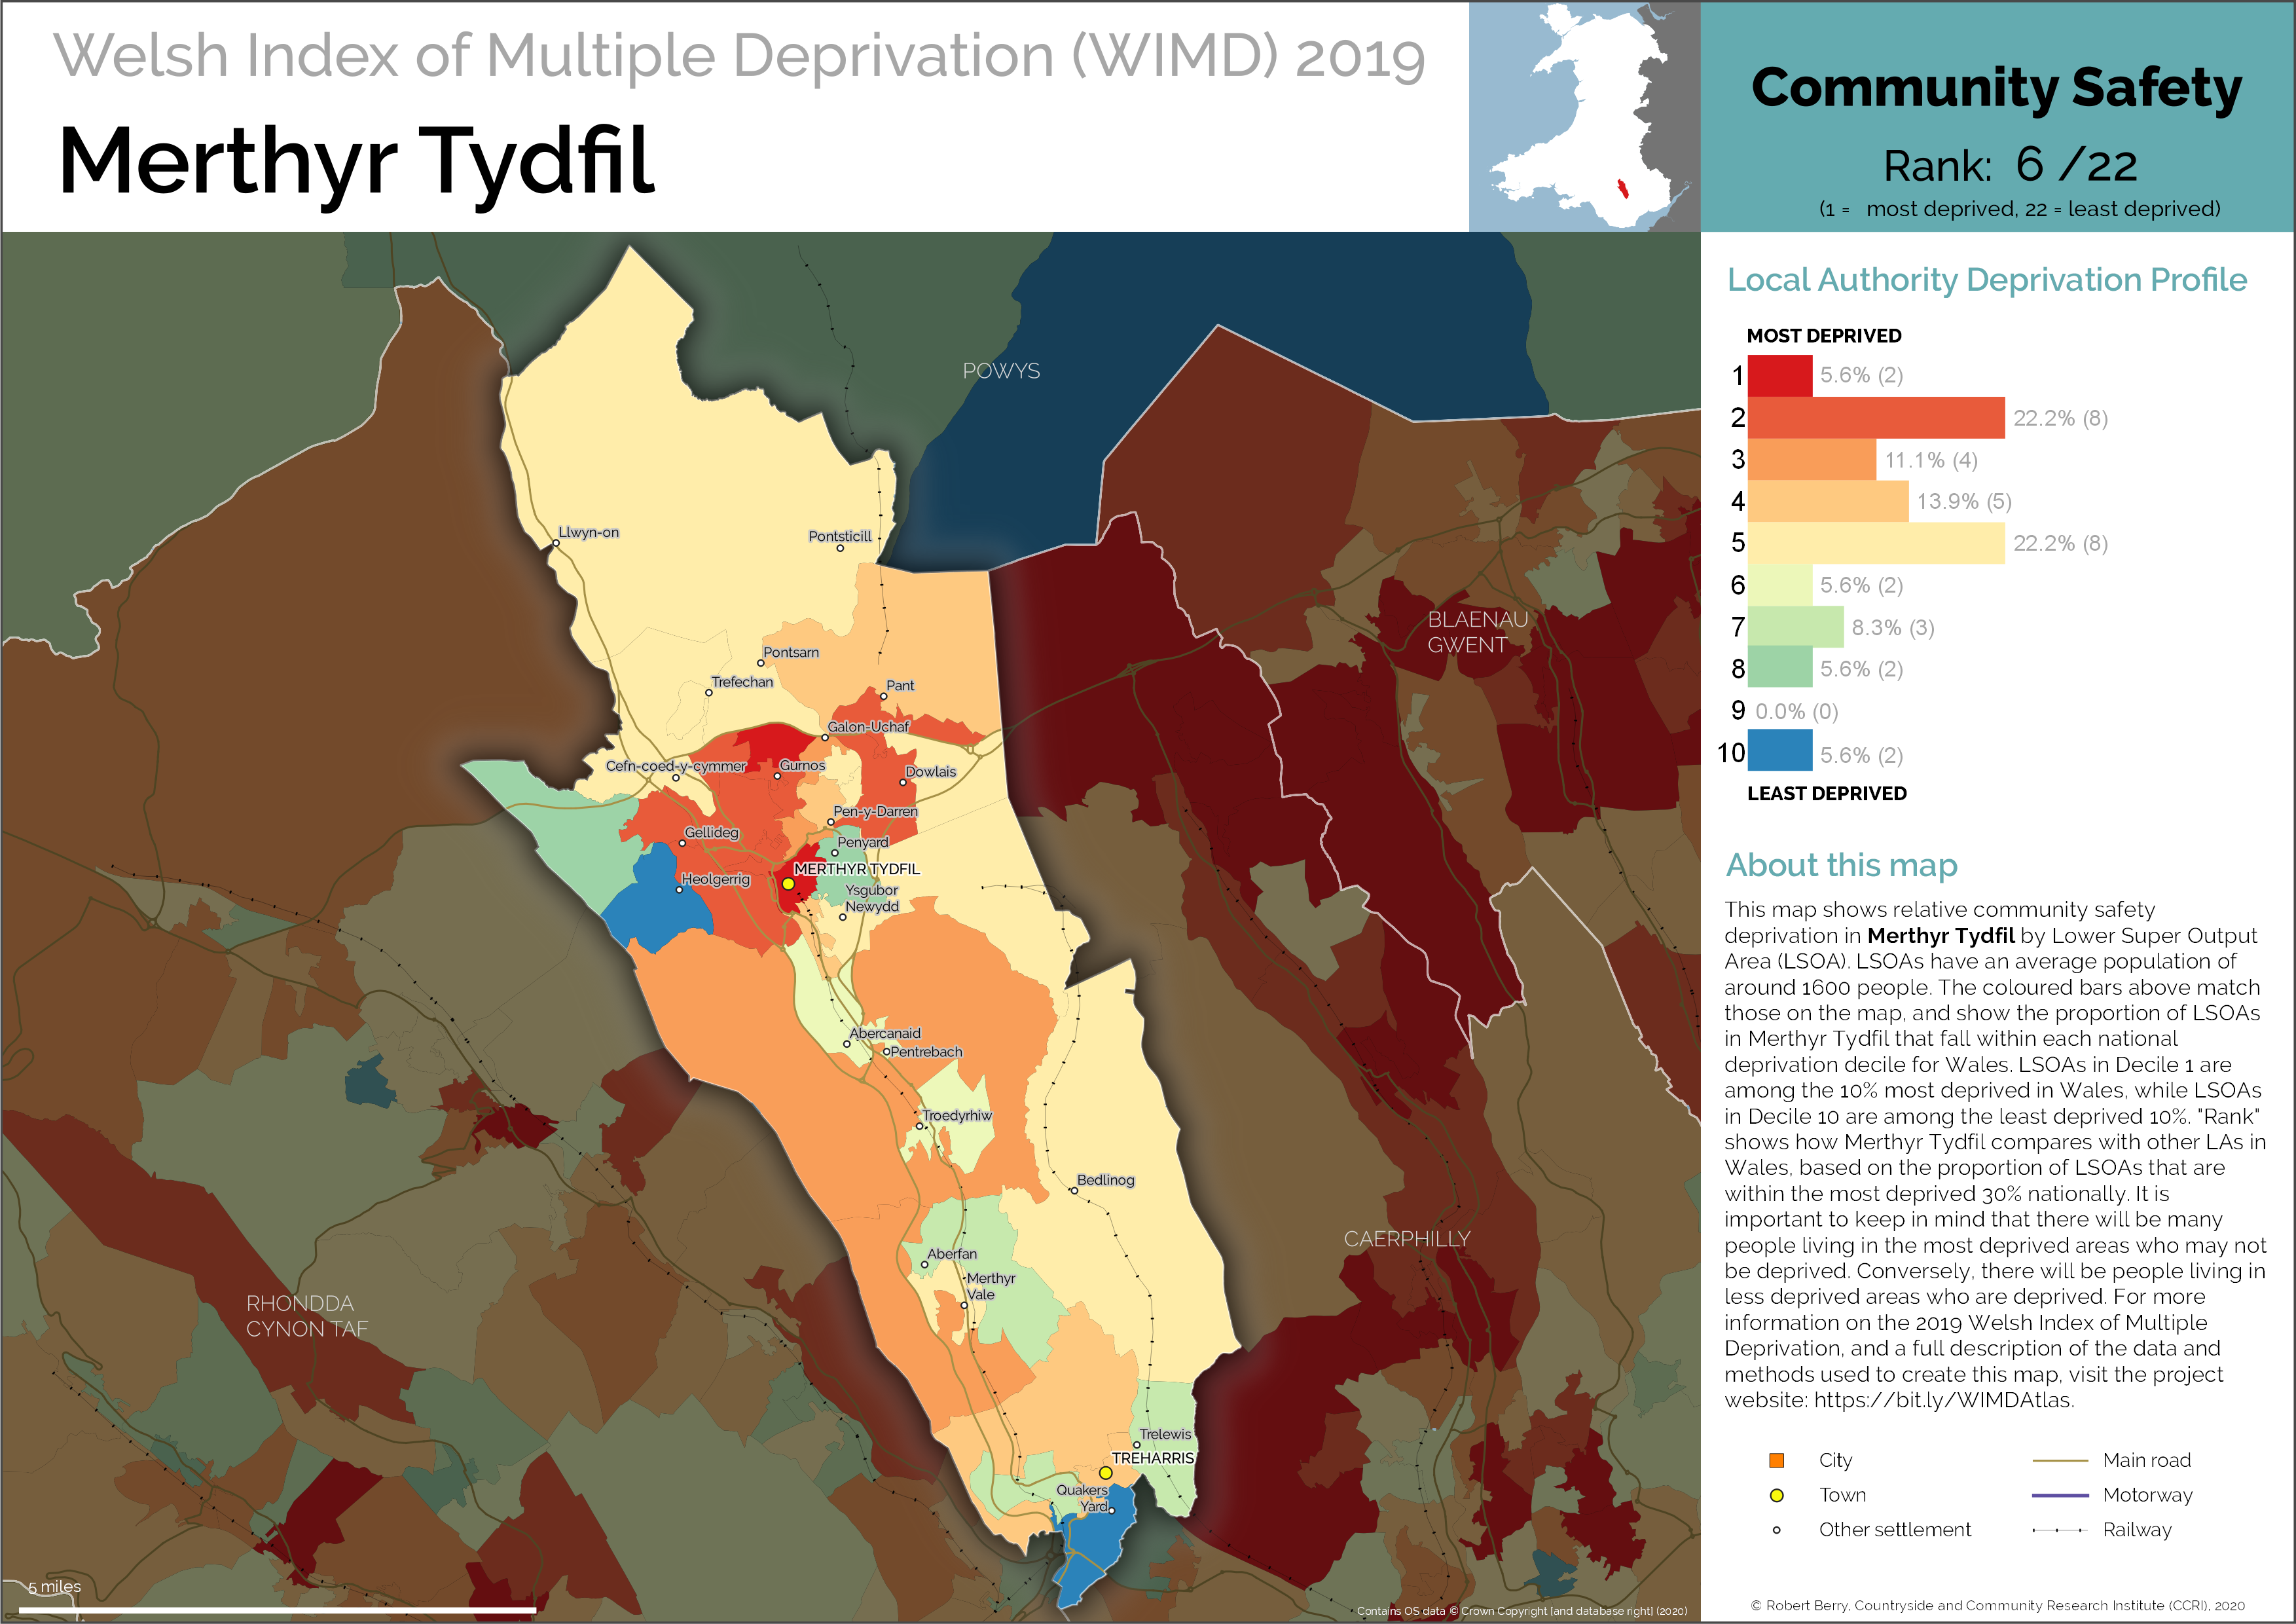 Welsh Index of Multiple Deprivation (WIMD) 2019
Merthyr Tydfil
Community Safety
Rank: 6 /22
(1 = most deprived, 22 = least deprived)
Local Authority Deprivation Profile
MOST DEPRIVED
1 5.6% (2)
2 22.2% (8)
3 11.1% (4)
4 13.9% (5)
5 22.2% (8)
6 5.6% (2)
7 8.3% (3)
8 5.6% (2)
9 0.0% (0)
10 5.6% (2)
LEAST DEPRIVED
About this map
This map shows relative community safety
deprivation in Merthyr Tydfil by Lower Super Output
Area (LSOA). LSOAs have an average population of
around 1600 people. The coloured bars above match
those on the map, and show the proportion of LSOAs
in Merthyr Tydfil that fall within each national
deprivation decile for Wales. LSOAs in Decile 1 are
among the 10% most deprived in Wales, while LSOAs
in Decile 10 are among the least deprived 10%. "Rank"
shows how Merthyr Tydfil compares with other LAs in
Wales, based on the proportion of LSOAs that are
within the most deprived 30% nationally. It is
important to keep in mind that there will be many
people living in the most deprived areas who may not
be deprived. Conversely, there will be people living in
less deprived areas who are deprived. For more
information on the 2019 Welsh Index of Multiple
Deprivation, and a full description of the data and
methods used to create this map, visit the project
website: https://bit.ly/WIMDAtlas.
City
Main road
Town
Motorway
Other settlement
Railway
© Robert Berry, Countryside and Community Research Institute (CCRI), 2020
POWYS
Llwyn-on
Pontsticill
BLAENAU
GWENT
Pontsarn
Trefechan
Pant
Galon-Uchaf
Cefn-coed-y-cymmer
Gurnos
Dowlais
Pen-y-Darren
Gellideg
Penyard
MERTHYR TYDFIL
Heolgerrig
Ysgubor
Newydd
Abercanaid
Pentrebach
Troedyrhiw
Bedlinog
CAERPHILLY
Aberfan
Merthyr
Vale
RHONDDA
CYNON TAF
Trelewis
TREHARRIS
Quakers
Yard
5 miles
Contains OS data © Crown Copyright [and database right] (2020)